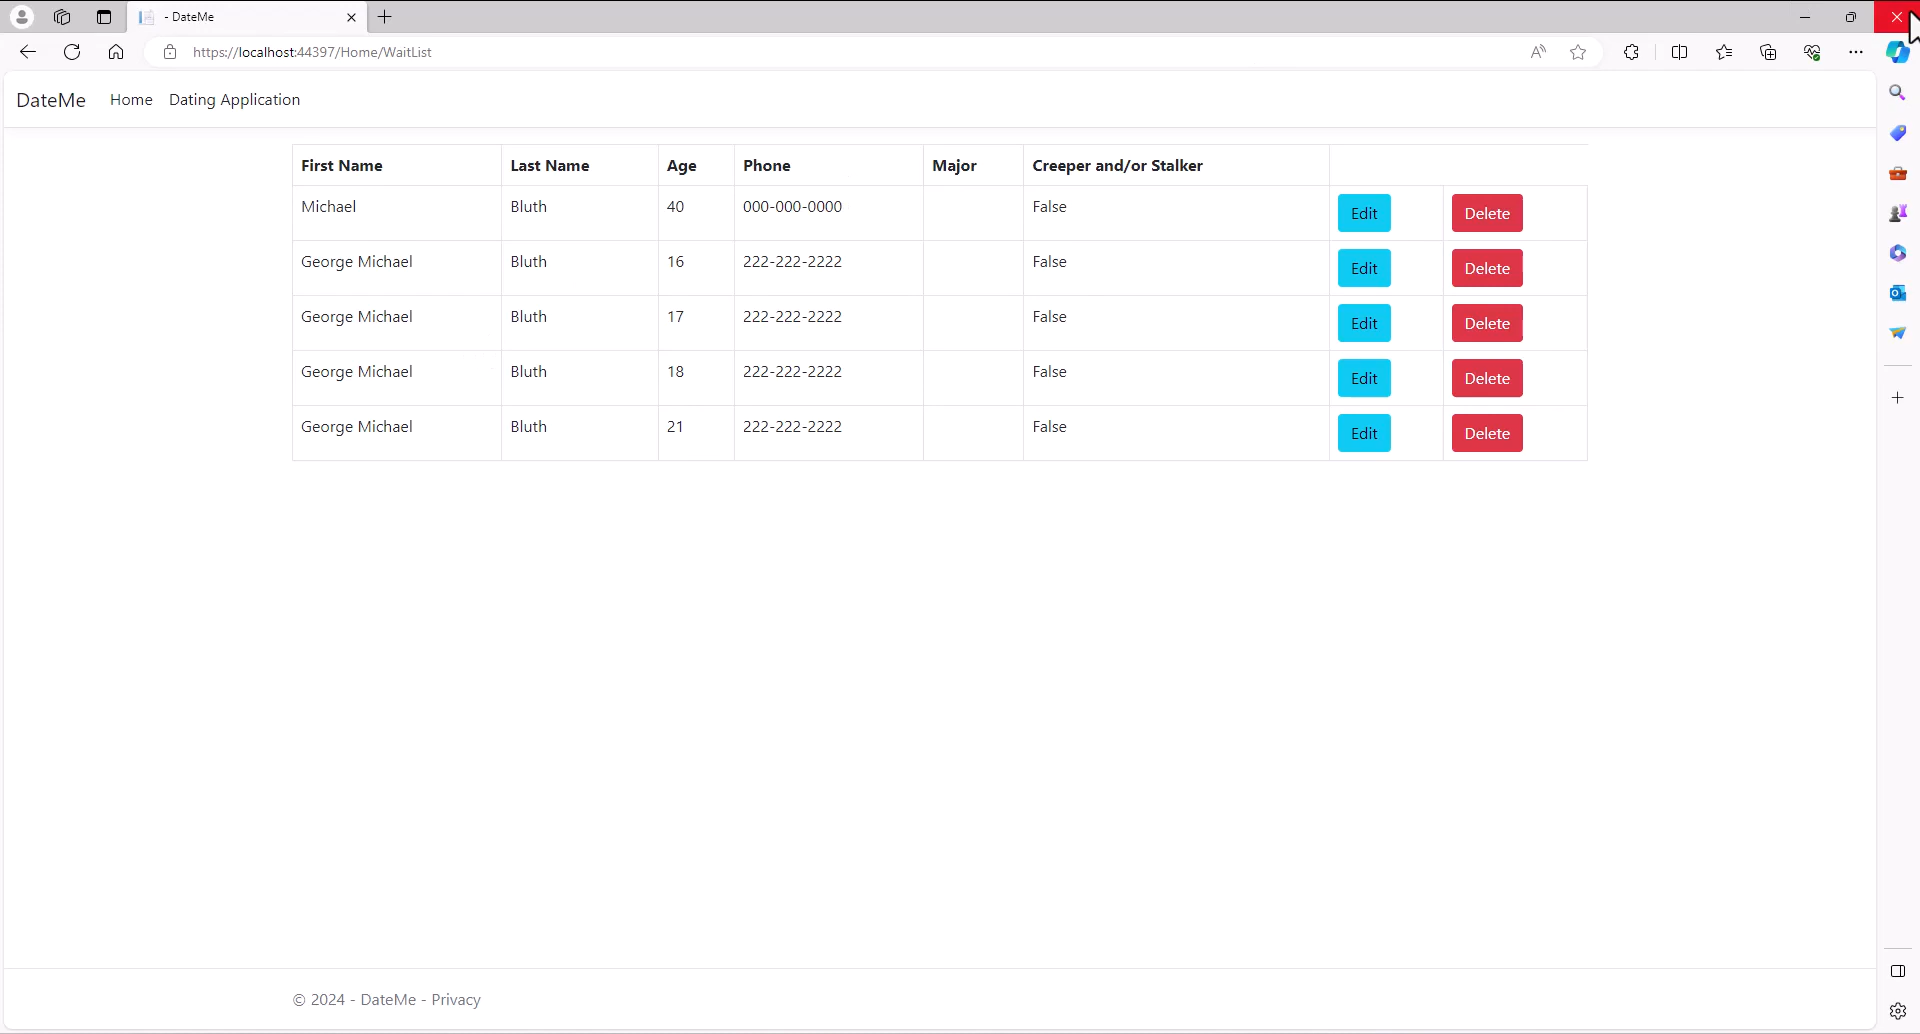 - DateMe
https://localhost:44397/Home/WaitList
DateMe Home Dating Application
First Name Last Name Age Phone Major Creeper and/or Stalker
Michael Bluth 40 000-000-0000 False Edit Delete
George Michael Bluth 16 222-222-2222 False Edit Delete
George Michael Bluth 17 222-222-2222 False Edit Delete
George Michael Bluth 18 222-222-2222 False Edit Delete
George Michael Bluth 21 222-222-2222 False Edit Delete
© 2024 - DateMe - Privacy